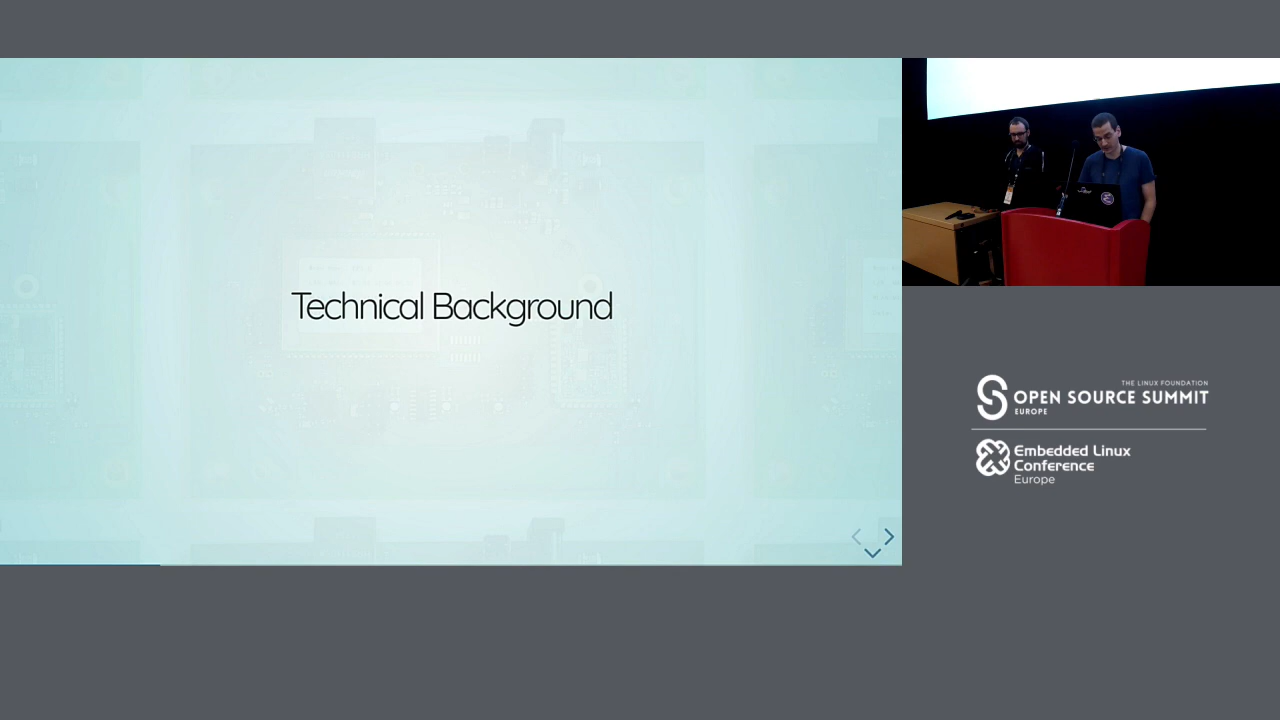 Technical Background
THE LINUX FOUNDATION
OPEN SOURCE SUMMIT
EUROPE
Embedded Linux
Conference
Europe